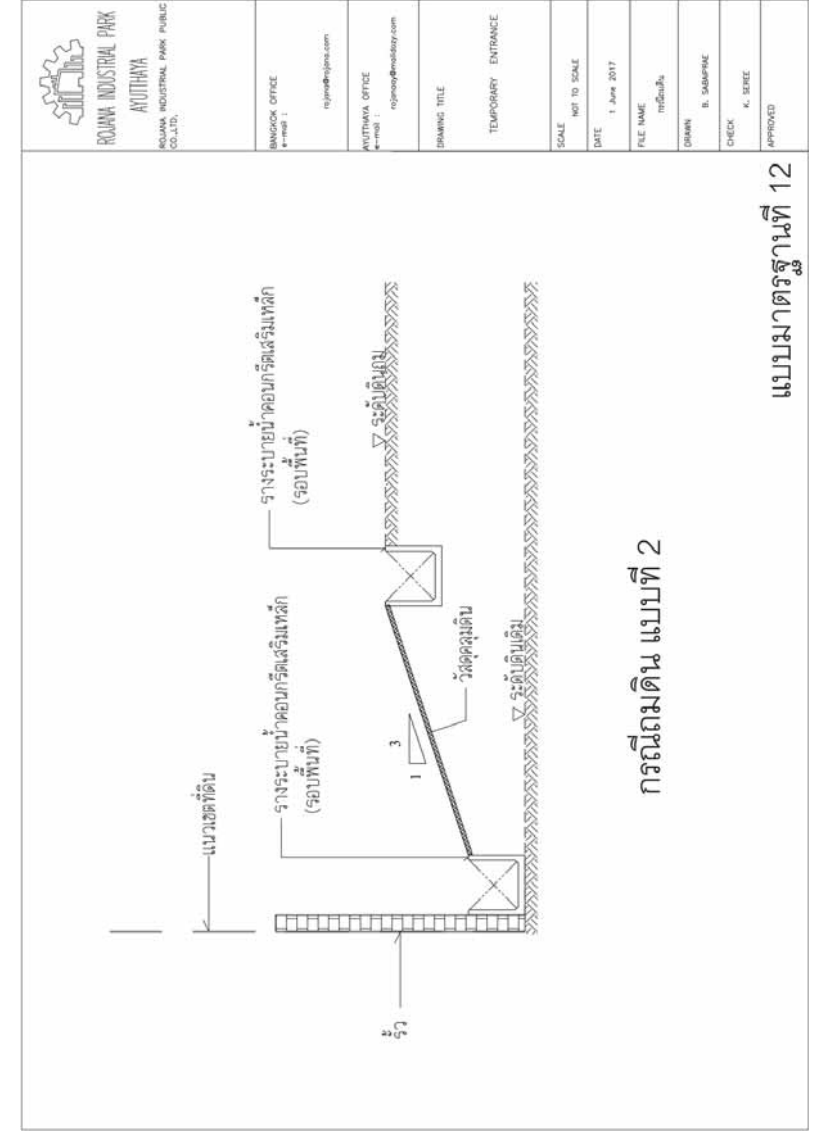 แนวเขตที่ดิน
รางระบายน้ำคอนกรีตเสริมเหล็ก
(รอบพื้นที่)
รางระบายน้ำคอนกรีตเสริมเหล็ก
(รอบพื้นที่)
ระดับดินถม
3
1
วัสดุคลุมดิน
ระดับดินเดิม
รั้ว
กรณีถมดิน แบบที่ 2
แบบมาตรฐานที่ 12
ROJANA INDUSTRIAL PARK
AYUTTHAYA
ROJANA INDUSTRIAL PARK PUBLIC
CO.,LTD.
BANGKOK OFFICE
e-mail :
rojana@rojana.com
AYUTTHAYA OFFICE
e-mail :
DRAWING TITLE
TEMPORARY ENTRANCE
SCALE
NOT TO SCALE
DATE
1 June 2017
FILE NAME
กรณีถมดิน
DRAWN
B. SABAIPRAE
CHECK
K. SEREE
APPROVED